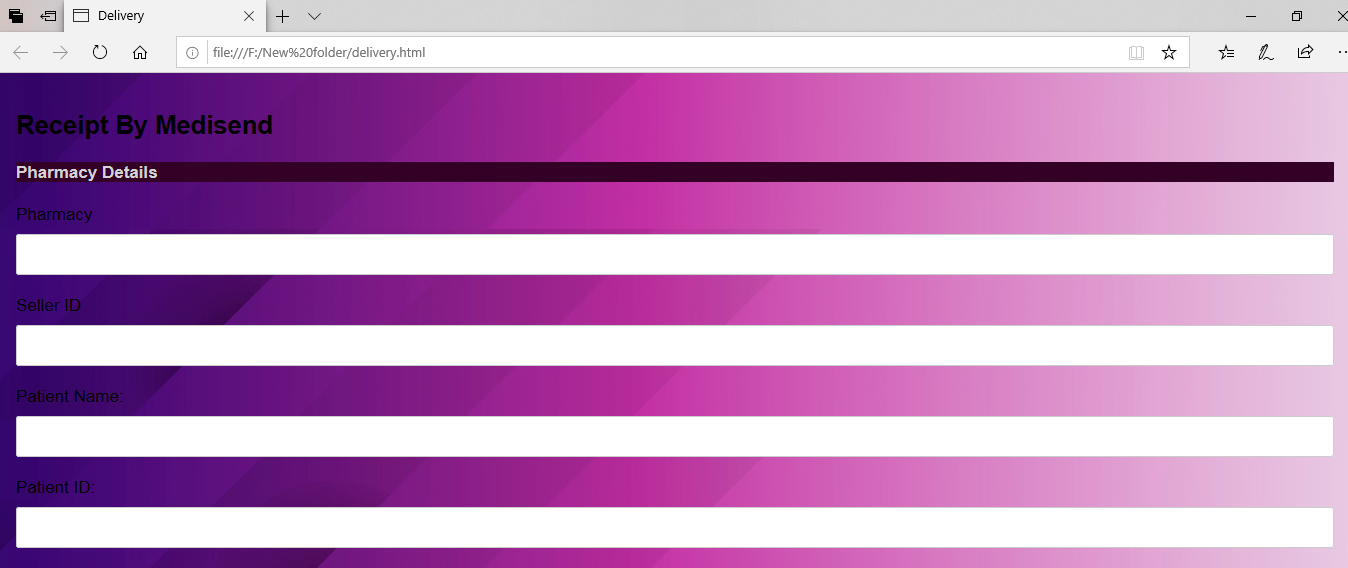 Delivery
file:///F:/New%20folder/delivery.html
Receipt By Medisend
Pharmacy Details
Pharmacy
Seller ID
Patient Name:
Patient ID: